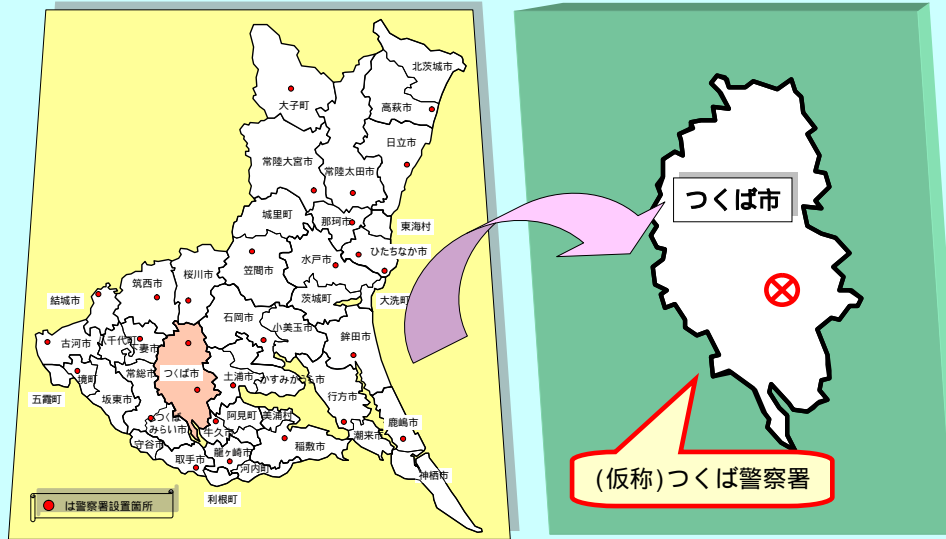 北茨城市
大子町
高萩市
日立市
常陸大宮市
常陸太田市
城里町
那珂市
東海村
ひたちなか市
水戸市
笠間市
桜川市
筑西市
結城市
茨城町
大洗町
石岡市
小美玉市
鉾田市
古河市
八千代町
下妻市
境町
常総市
つくば市
土浦市
かすみがうら市
五霞町
坂東市
行方市
つくば
みらい市
阿見町
美浦村
鹿嶋市
守谷市
牛久市
潮来市
稲敷市
龍ヶ崎市
取手市
河内町
神栖市
利根町
は警察署設置箇所
つくば市
(仮称)つくば警察署